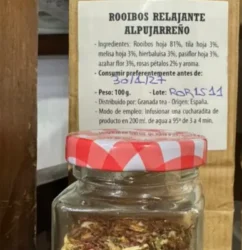 ROOIBOS RELAJANTE
ALPUJARREÑO
- Ingredientes: Rooibos hoja 81%, tila hoja 3%,
melisa hoja 3%, hierbaluisa 3%, pasiflor hoja 3%,
azahar flor 3%, rosas pétalos 2% y aroma.
- Consumir preferentemente antes de:
30/1/27
- Peso: 100 g. - Lote: ROR1511
- Distribuido por: Granada tea - Origen: España.
- Modo de empleo: infusionar una cucharadita de
producto en 200 ml. de agua a 95º de 3 a 4 min.